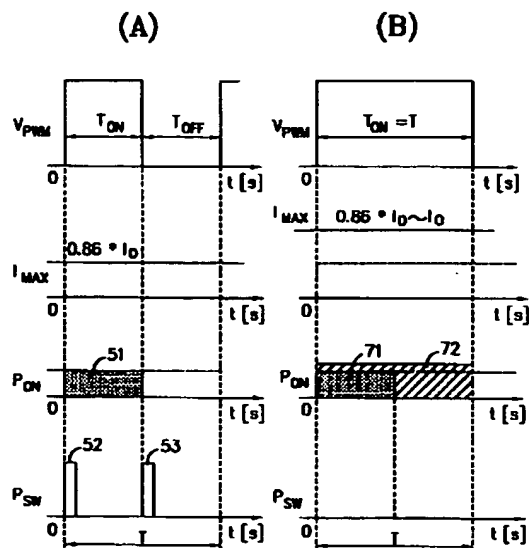 (A)
V_PWM
T_ON
T_OFF
0
t [s]
0.86 * I_D
I_MAX
0
t [s]
51
P_ON
0
t [s]
52
53
P_SW
0
t [s]
T
(B)
V_PWM
T_ON = T
0
t [s]
I_MAX
0.86 * I_D ~ I_D
0
t [s]
71
72
P_ON
0
t [s]
P_SW
0
t [s]
T